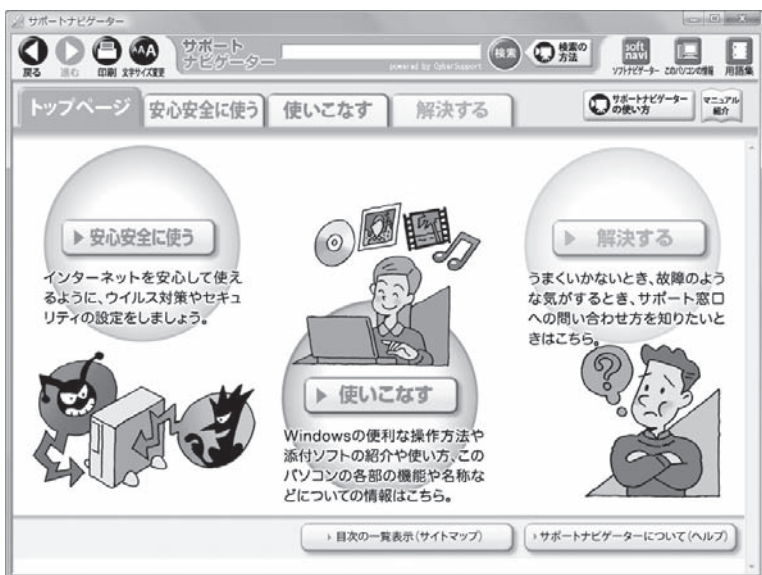 サポートナビゲーター
戻る
進む
印刷
文字サイズ変更
サポート
ナビゲーター
powered by CyberSupport
検索
検索の
方法
soft
navi
ソフトナビゲーター
このパソコンの情報
用語集
トップページ
安心安全に使う
使いこなす
解決する
サポートナビゲーター
の使い方
マニュアル
紹介
安心安全に使う
インターネットを安心して使え
るように、ウイルス対策やセキュ
リティの設定をしましょう。
使いこなす
Windowsの便利な操作方法や
添付ソフトの紹介や使い方、この
パソコンの各部の機能や名称な
どについての情報はこちら。
解決する
うまくいかないとき、故障のよう
な気がするとき、サポート窓口
への問い合わせ方を知りたいと
きはこちら。
?
目次の一覧表示(サイトマップ)
サポートナビゲーターについて(ヘルプ)